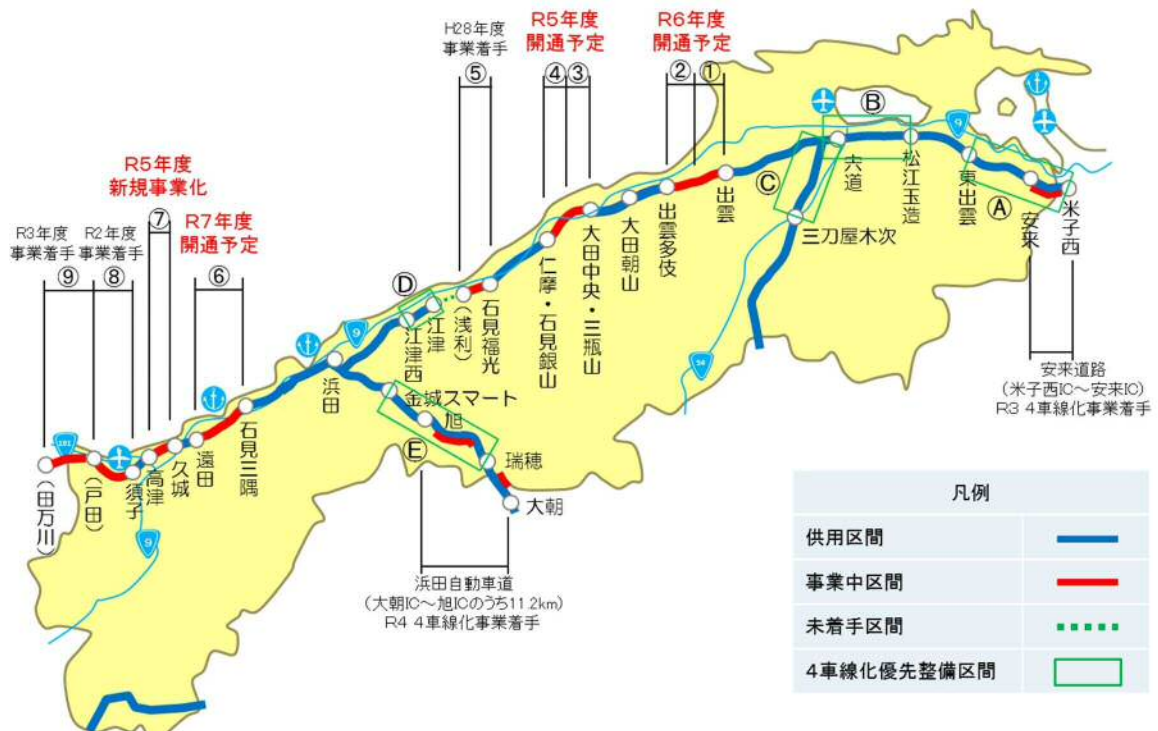 H28年度
事業着手
⑤
R5年度
開通予定
④
③
R6年度
開通予定
②
①
R5年度
新規事業化
⑦
R7年度
開通予定
⑥
R3年度
事業着手
⑨
R2年度
事業着手
⑧
Ⓑ
9
宍道
松江玉造
東出雲
Ⓐ
安来
米子西
Ⓒ
三刀屋木次
54
出雲
出雲多伎
大田朝山
大田中央・三瓶山
仁摩・石見銀山
石見福光
(浅利)
Ⓓ
江津
江津西
9
浜田
金城スマート
旭
Ⓔ
瑞穂
大朝
石見三隅
遠田
久城
高津
須子
(戸田)
191
(田万川)
9
安来道路
(米子西IC～安来IC)
R3 4車線化事業着手
浜田自動車道
(大朝IC～旭ICのうち11.2km)
R4 4車線化事業着手
凡例
供用区間
事業中区間
未着手区間
4車線化優先整備区間